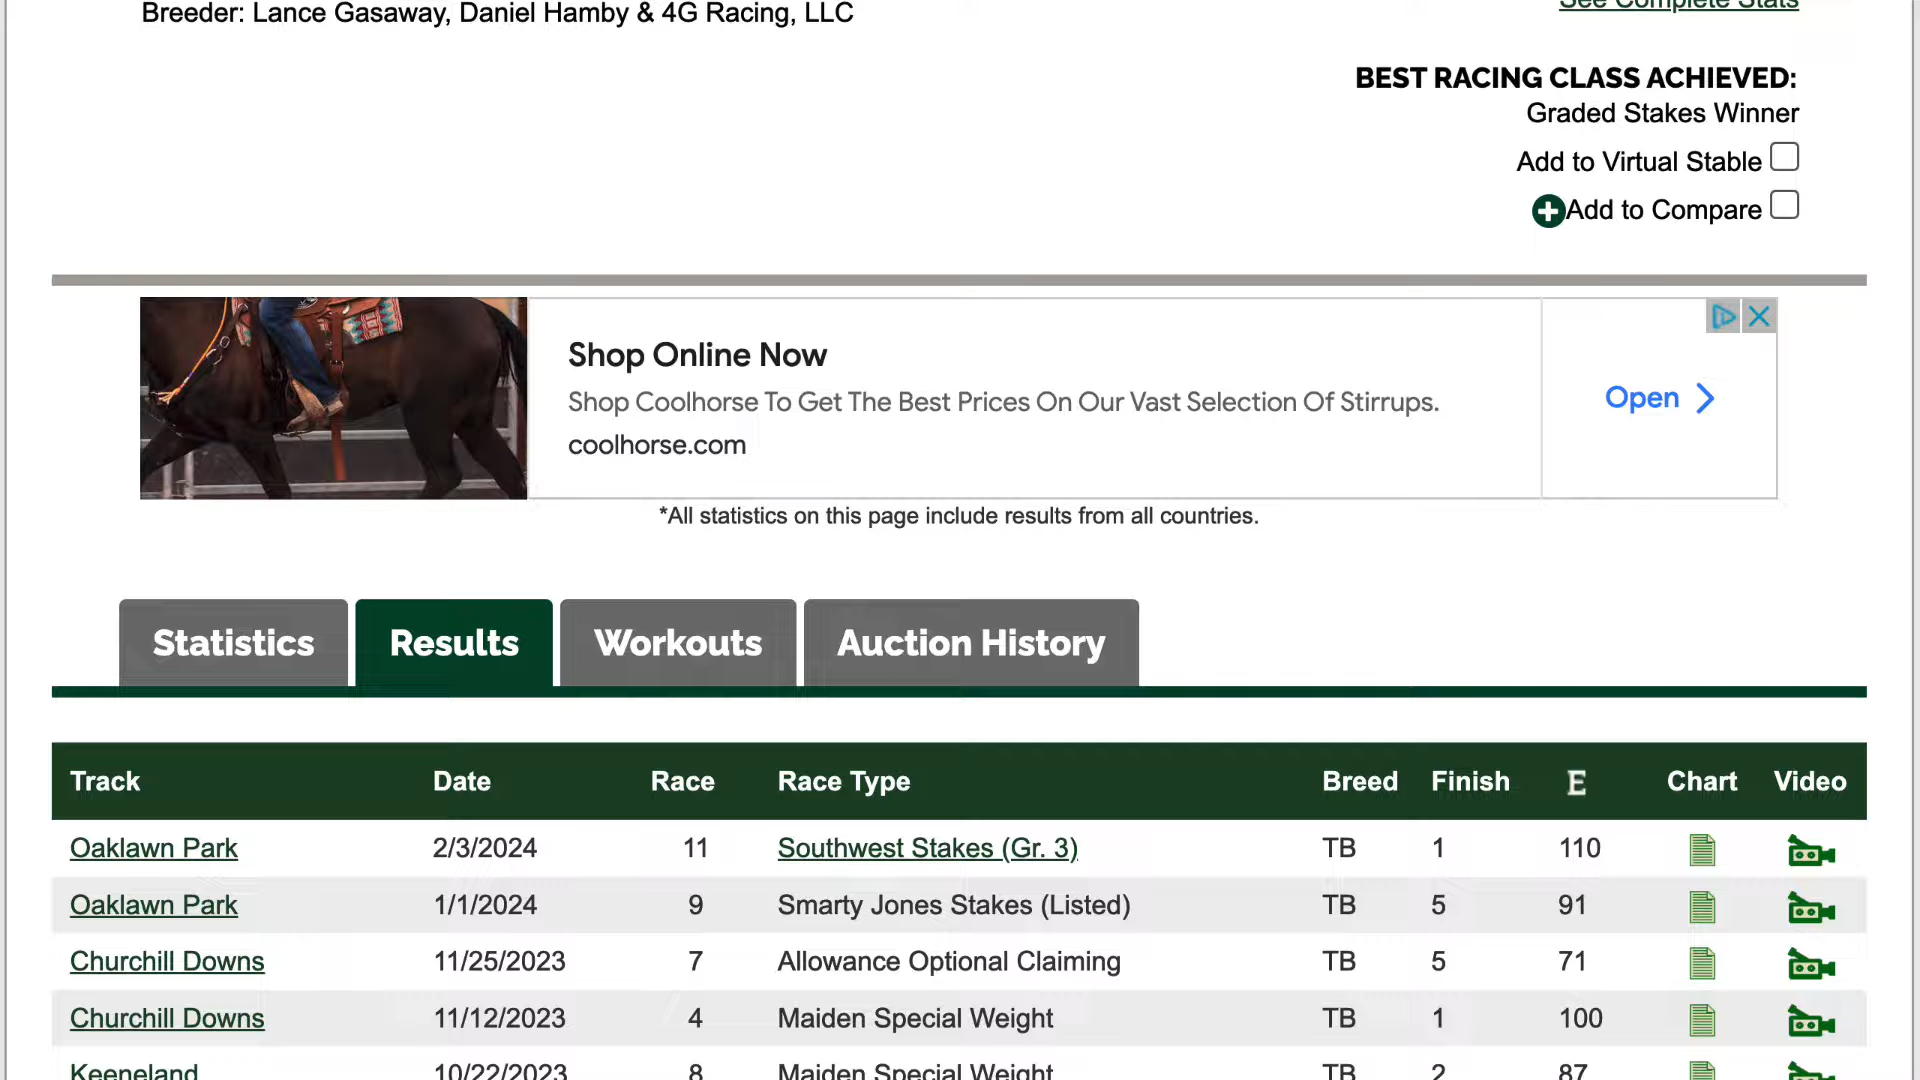 Breeder: Lance Gasaway, Daniel Hamby & 4G Racing, LLC
See Complete Stats
BEST RACING CLASS ACHIEVED:
Graded Stakes Winner
Add to Virtual Stable
Add to Compare
Shop Online Now
Shop Coolhorse To Get The Best Prices On Our Vast Selection Of Stirrups.
coolhorse.com
Open
*All statistics on this page include results from all countries.
Statistics Results Workouts Auction History
Track Date Race Race Type Breed Finish E Chart Video
Oaklawn Park 2/3/2024 11 Southwest Stakes (Gr. 3) TB 1 110
Oaklawn Park 1/1/2024 9 Smarty Jones Stakes (Listed) TB 5 91
Churchill Downs 11/25/2023 7 Allowance Optional Claiming TB 5 71
Churchill Downs 11/12/2023 4 Maiden Special Weight TB 1 100
Keeneland 10/22/2023 8 Maiden Special Weight TB 2 87